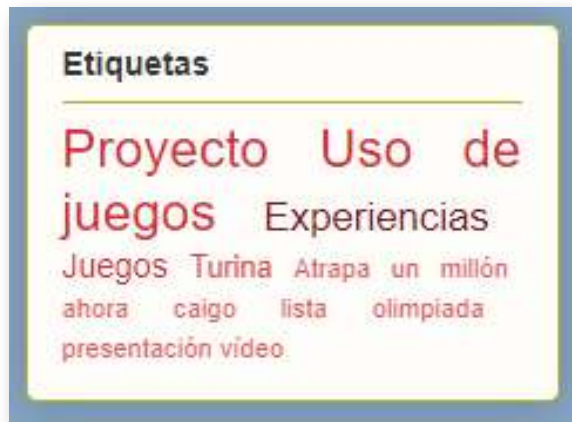 Etiquetas
Proyecto Uso de
juegos Experiencias
Juegos Turina Atrapa un millón
ahora caigo lista olimpiada
presentación vídeo